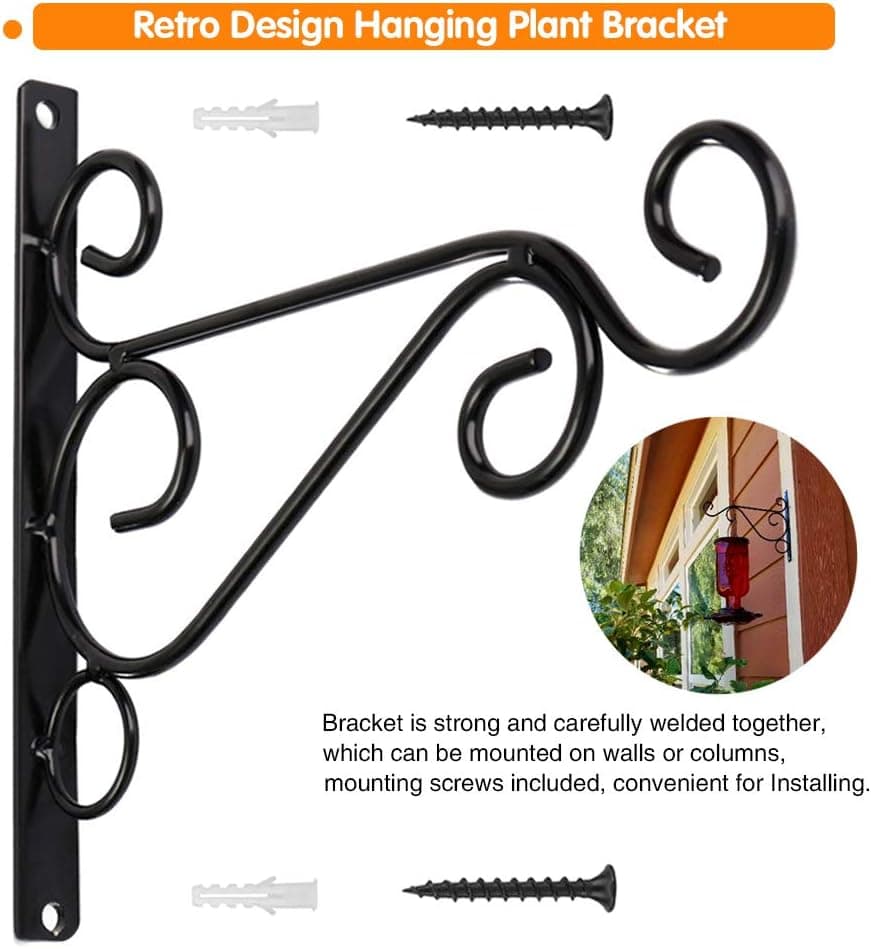 Retro Design Hanging Plant Bracket
Bracket is strong and carefully welded together,
which can be mounted on walls or columns,
mounting screws included, convenient for Installing.